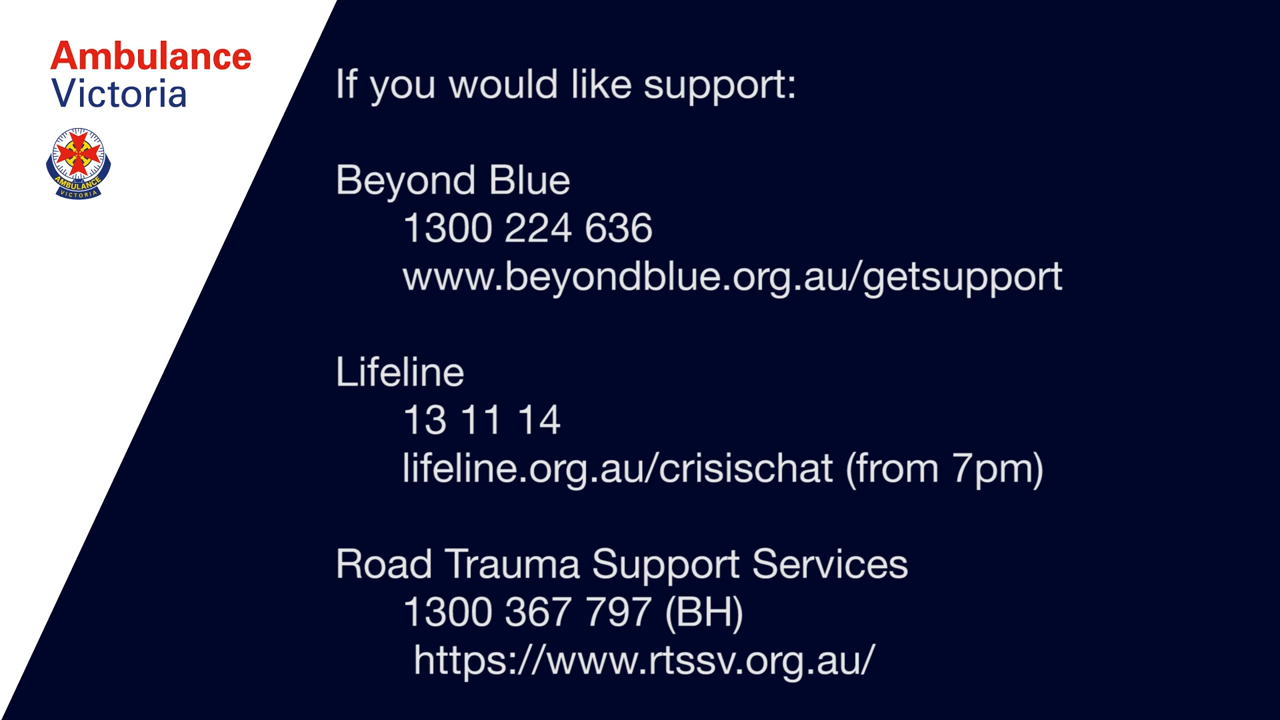 Ambulance
Victoria
AMBULANCE
VICTORIA
If you would like support:
Beyond Blue
1300 224 636
www.beyondblue.org.au/getsupport
Lifeline
13 11 14
lifeline.org.au/crisischat (from 7pm)
Road Trauma Support Services
1300 367 797 (BH)
https://www.rtssv.org.au/